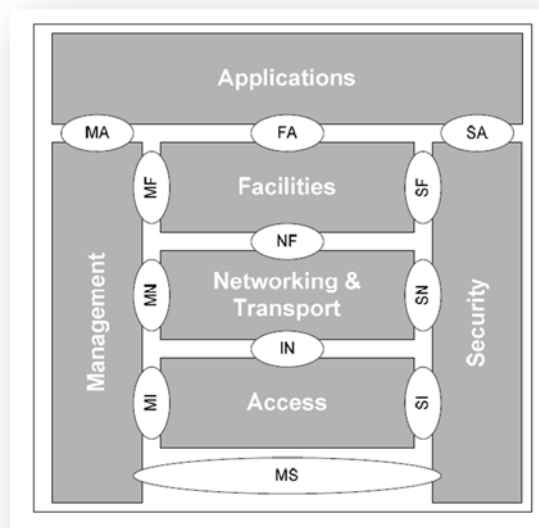 Applications
MA
FA
SA
MF
Facilities
SF
NF
Management
MN
Networking &
Transport
SN
Security
IN
MI
Access
SI
MS